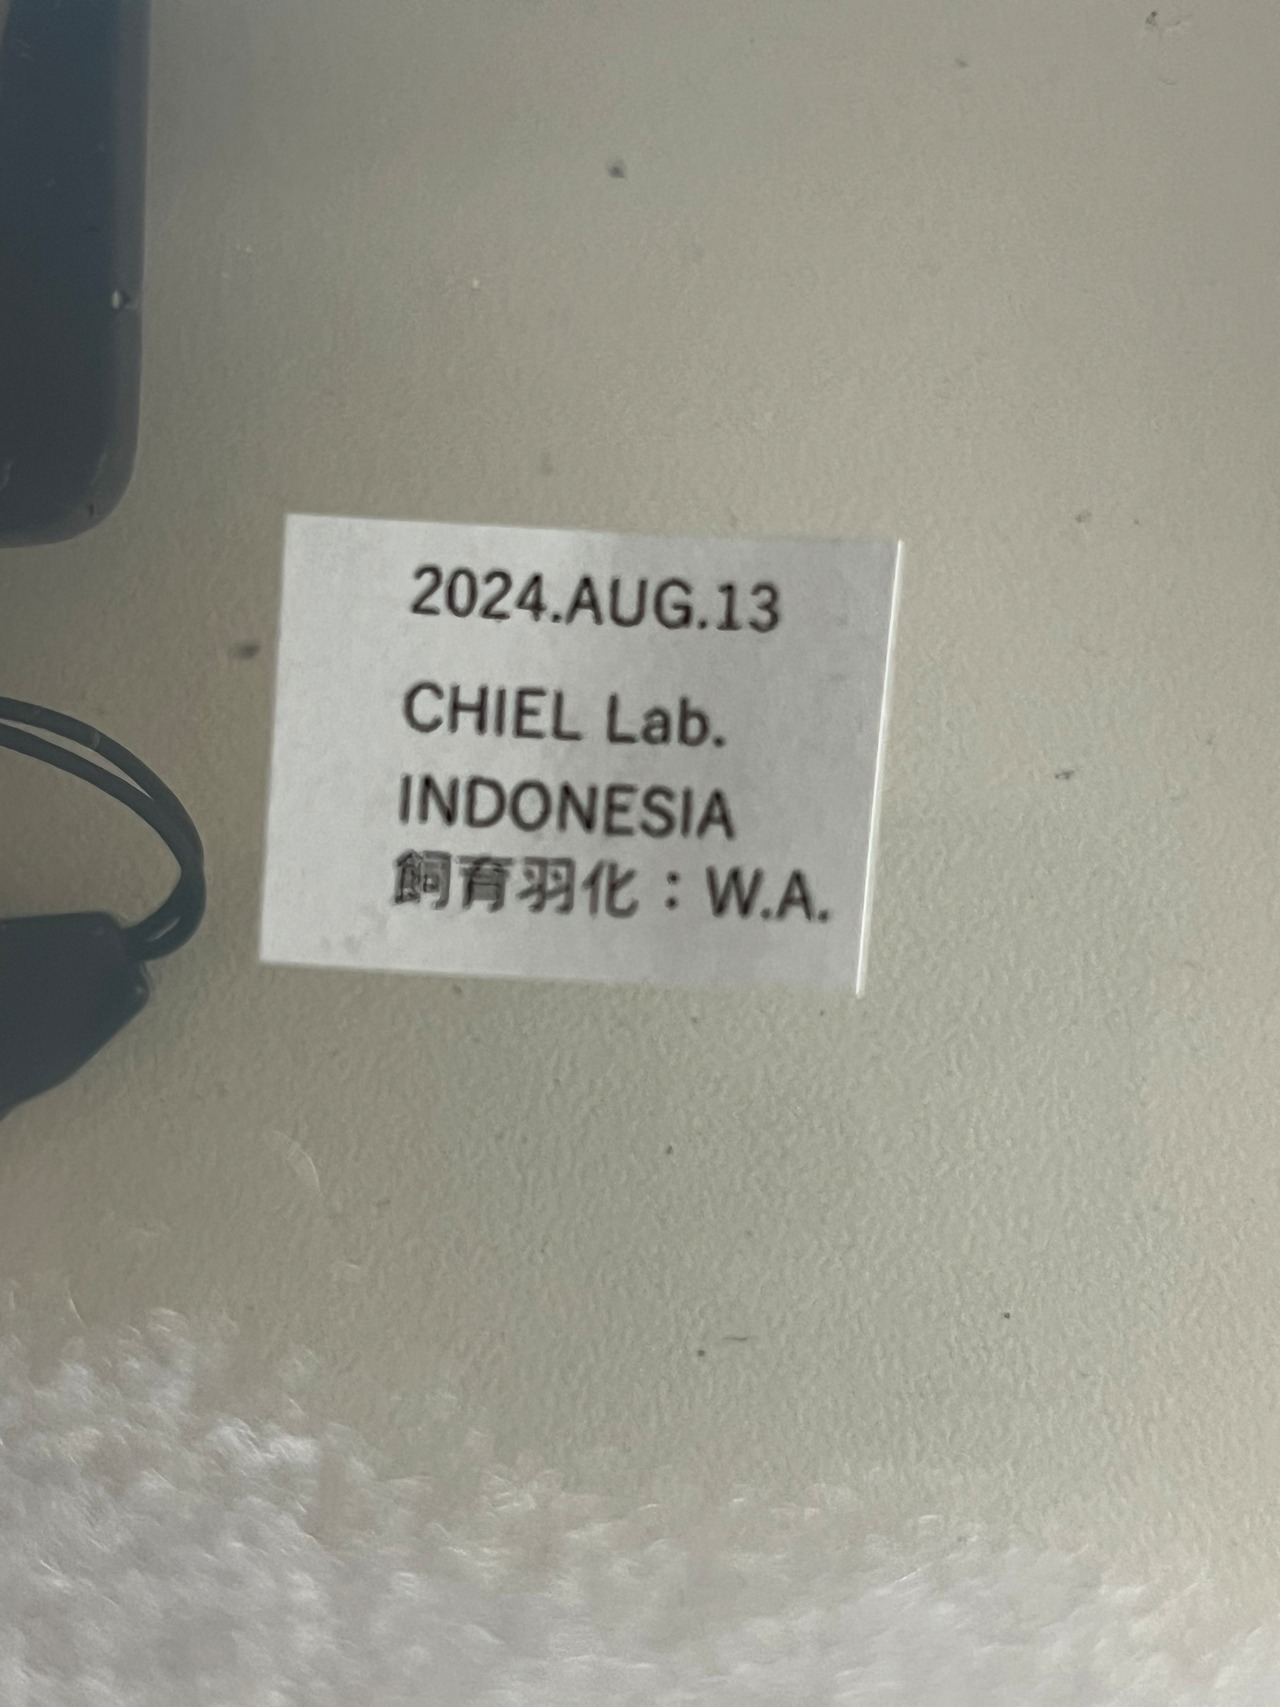 2024.AUG.13
CHIEL Lab.
INDONESIA
飼育羽化：W.A.